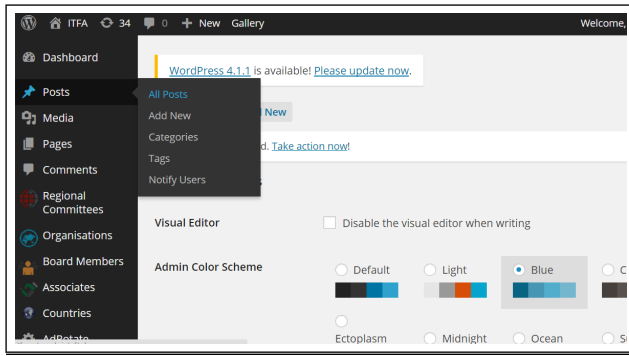 ITFA 34 0 New Gallery Welcome,
Dashboard
Posts
Media
Pages
Comments
Regional
Committees
Organisations
Board Members
Associates
Countries
AdRotate
All Posts
Add New
Categories
Tags
Notify Users
WordPress 4.1.1 is available! Please update now.
New
d. Take action now!
Visual Editor
Disable the visual editor when writing
Admin Color Scheme
Default
Light
Blue
C
Ectoplasm
Midnight
Ocean